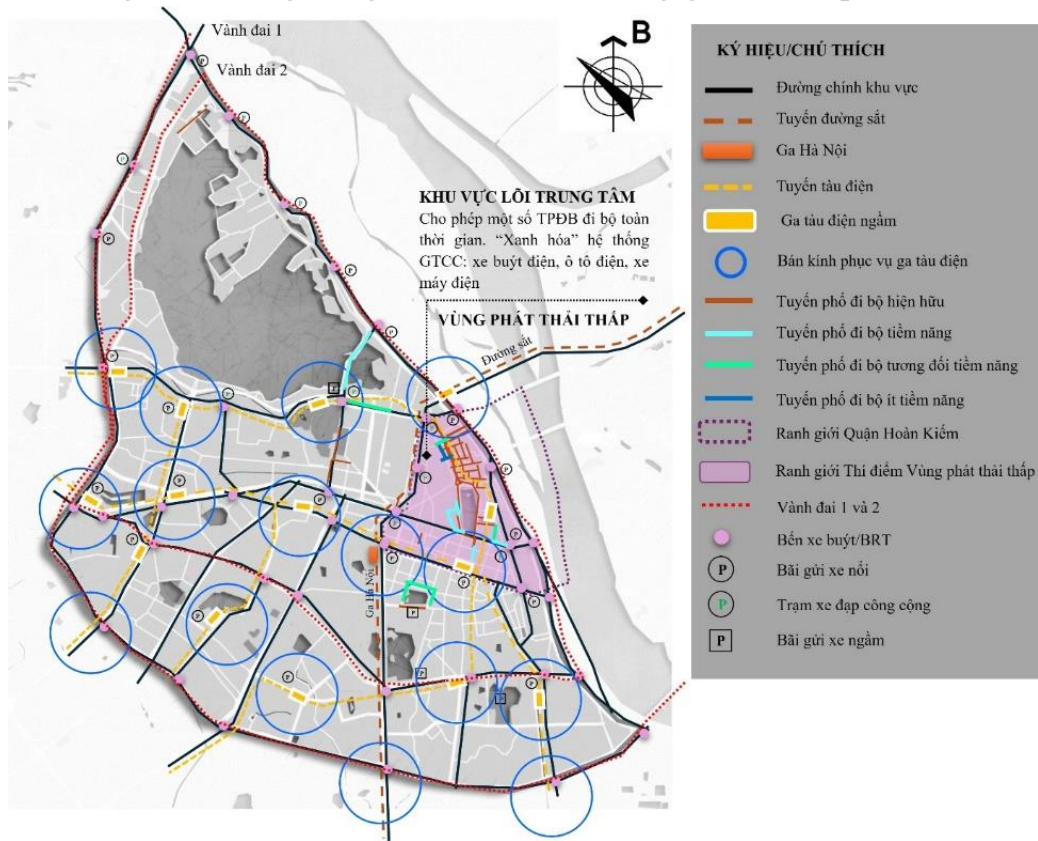 Vành đai 1
Vành đai 2
P
B
KHU VỰC LÕI TRUNG TÂM
Cho phép một số TPĐB đi bộ toàn
thời gian. “Xanh hóa” hệ thống
GTCC: xe buýt điện, ô tô điện, xe
máy điện
VÙNG PHÁT THẢI THẤP
Đường sắt
Ga Hà Nội
KÝ HIỆU/CHÚ THÍCH
Đường chính khu vực
Tuyến đường sắt
Ga Hà Nội
Tuyến tàu điện
Ga tàu điện ngầm
Bán kính phục vụ ga tàu điện
Tuyến phố đi bộ hiện hữu
Tuyến phố đi bộ tiềm năng
Tuyến phố đi bộ tương đối tiềm năng
Tuyến phố đi bộ ít tiềm năng
Ranh giới Quận Hoàn Kiếm
Ranh giới Thí điểm Vùng phát thải thấp
Vành đai 1 và 2
Bến xe buýt/BRT
P Bãi gửi xe nổi
P Trạm xe đạp công cộng
P Bãi gửi xe ngầm